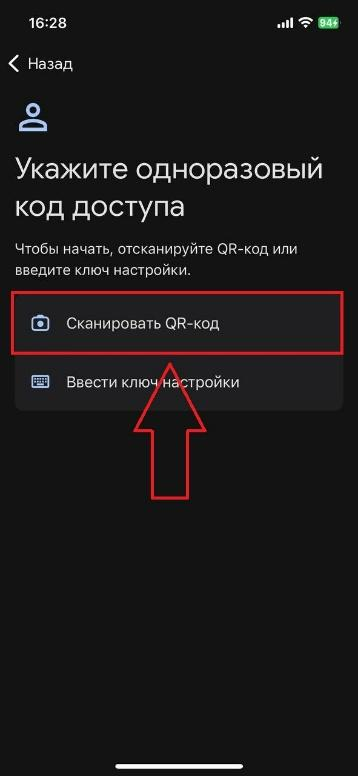 16:28
94+
Назад
Укажите одноразовый
код доступа
Чтобы начать, отсканируйте QR-код или
введите ключ настройки.
Сканировать QR-код
Ввести ключ настройки